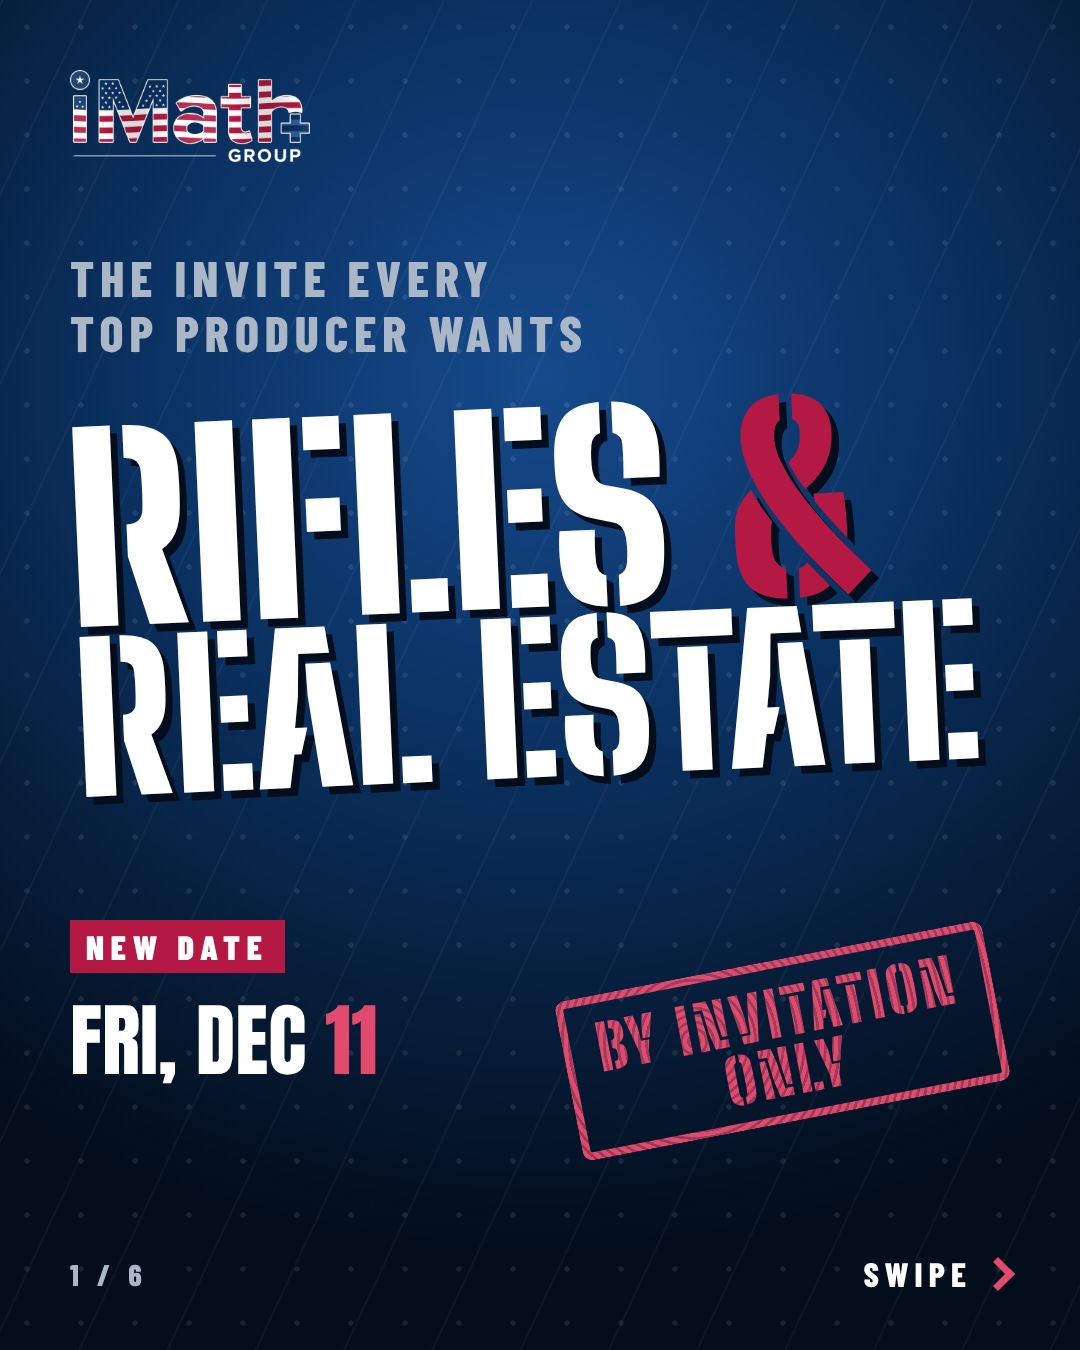 iMath+
GROUP
THE INVITE EVERY
TOP PRODUCER WANTS
RIFLES &
REAL ESTATE
NEW DATE
FRI, DEC 11
BY INVITATION
ONLY
1 / 6
SWIPE